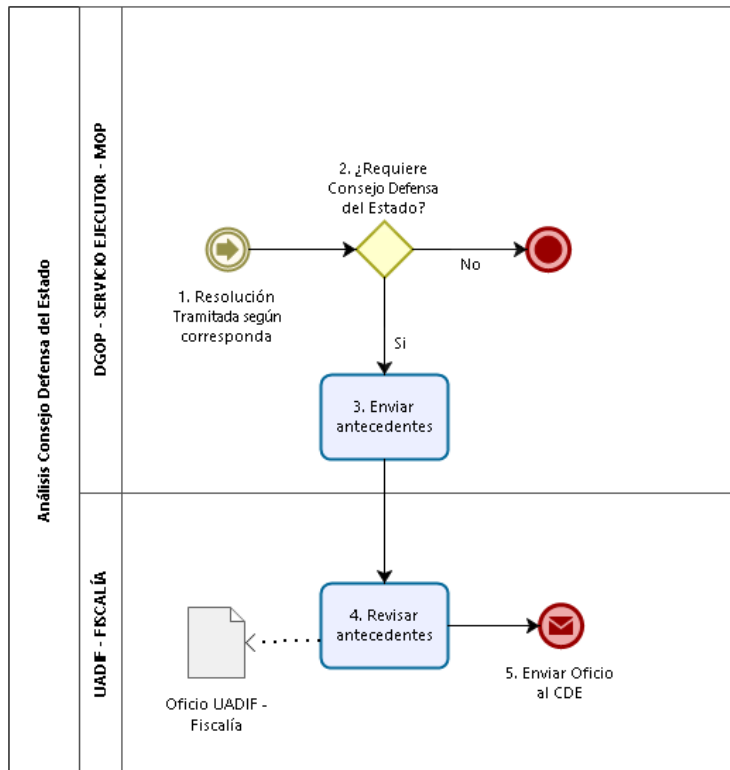 Análisis Consejo Defensa del Estado
DGOP - SERVICIO EJECUTOR - MOP
2. ¿Requiere
Consejo Defensa
del Estado?
No
1. Resolución
Tramitada según
corresponda
Si
3. Enviar
antecedentes
UADIF - FISCALÍA
4. Revisar
antecedentes
Oficio UADIF -
Fiscalía
5. Enviar Oficio
al CDE